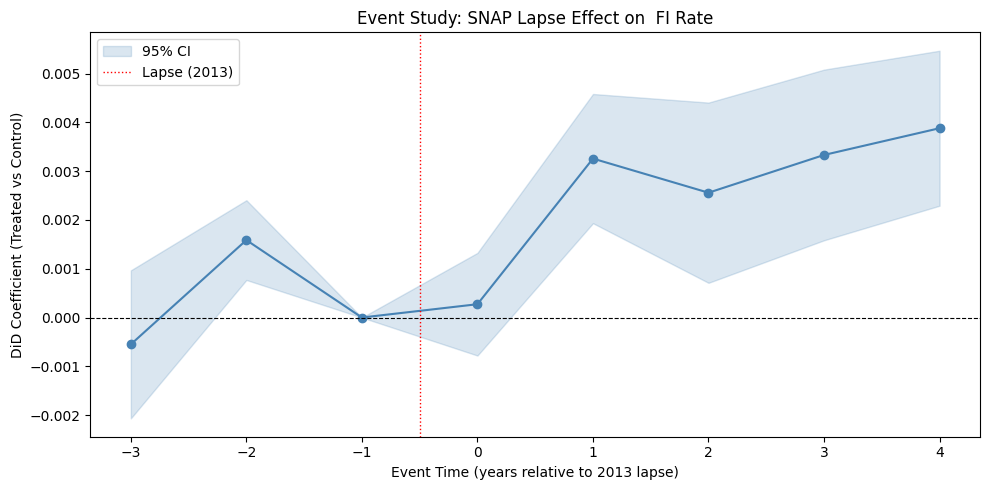 Event Study: SNAP Lapse Effect on  FI Rate
95% CI
Lapse (2013)
DiD Coefficient (Treated vs Control)
0.005
0.004
0.003
0.002
0.001
0.000
−0.001
−0.002
−3 −2 −1 0 1 2 3 4
Event Time (years relative to 2013 lapse)